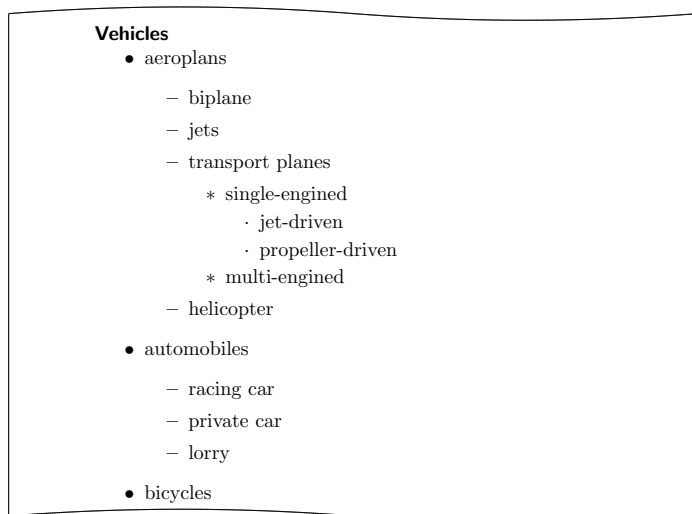 Vehicles
• aeroplans
– biplane
– jets
– transport planes
∗ single-engined
· jet-driven
· propeller-driven
∗ multi-engined
– helicopter
• automobiles
– racing car
– private car
– lorry
• bicycles